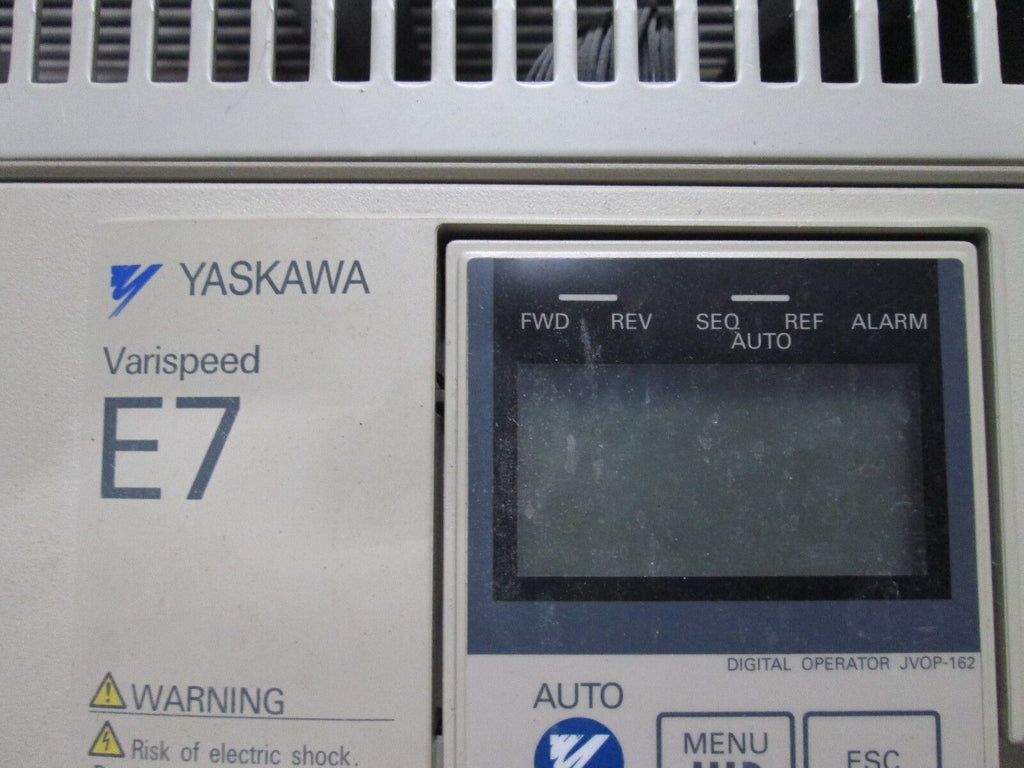 YASKAWA
Varispeed
E7
WARNING
Risk of electric shock.
FWD REV SEQ REF ALARM
AUTO
DIGITAL OPERATOR JVOP-162
AUTO
MENU
ESC